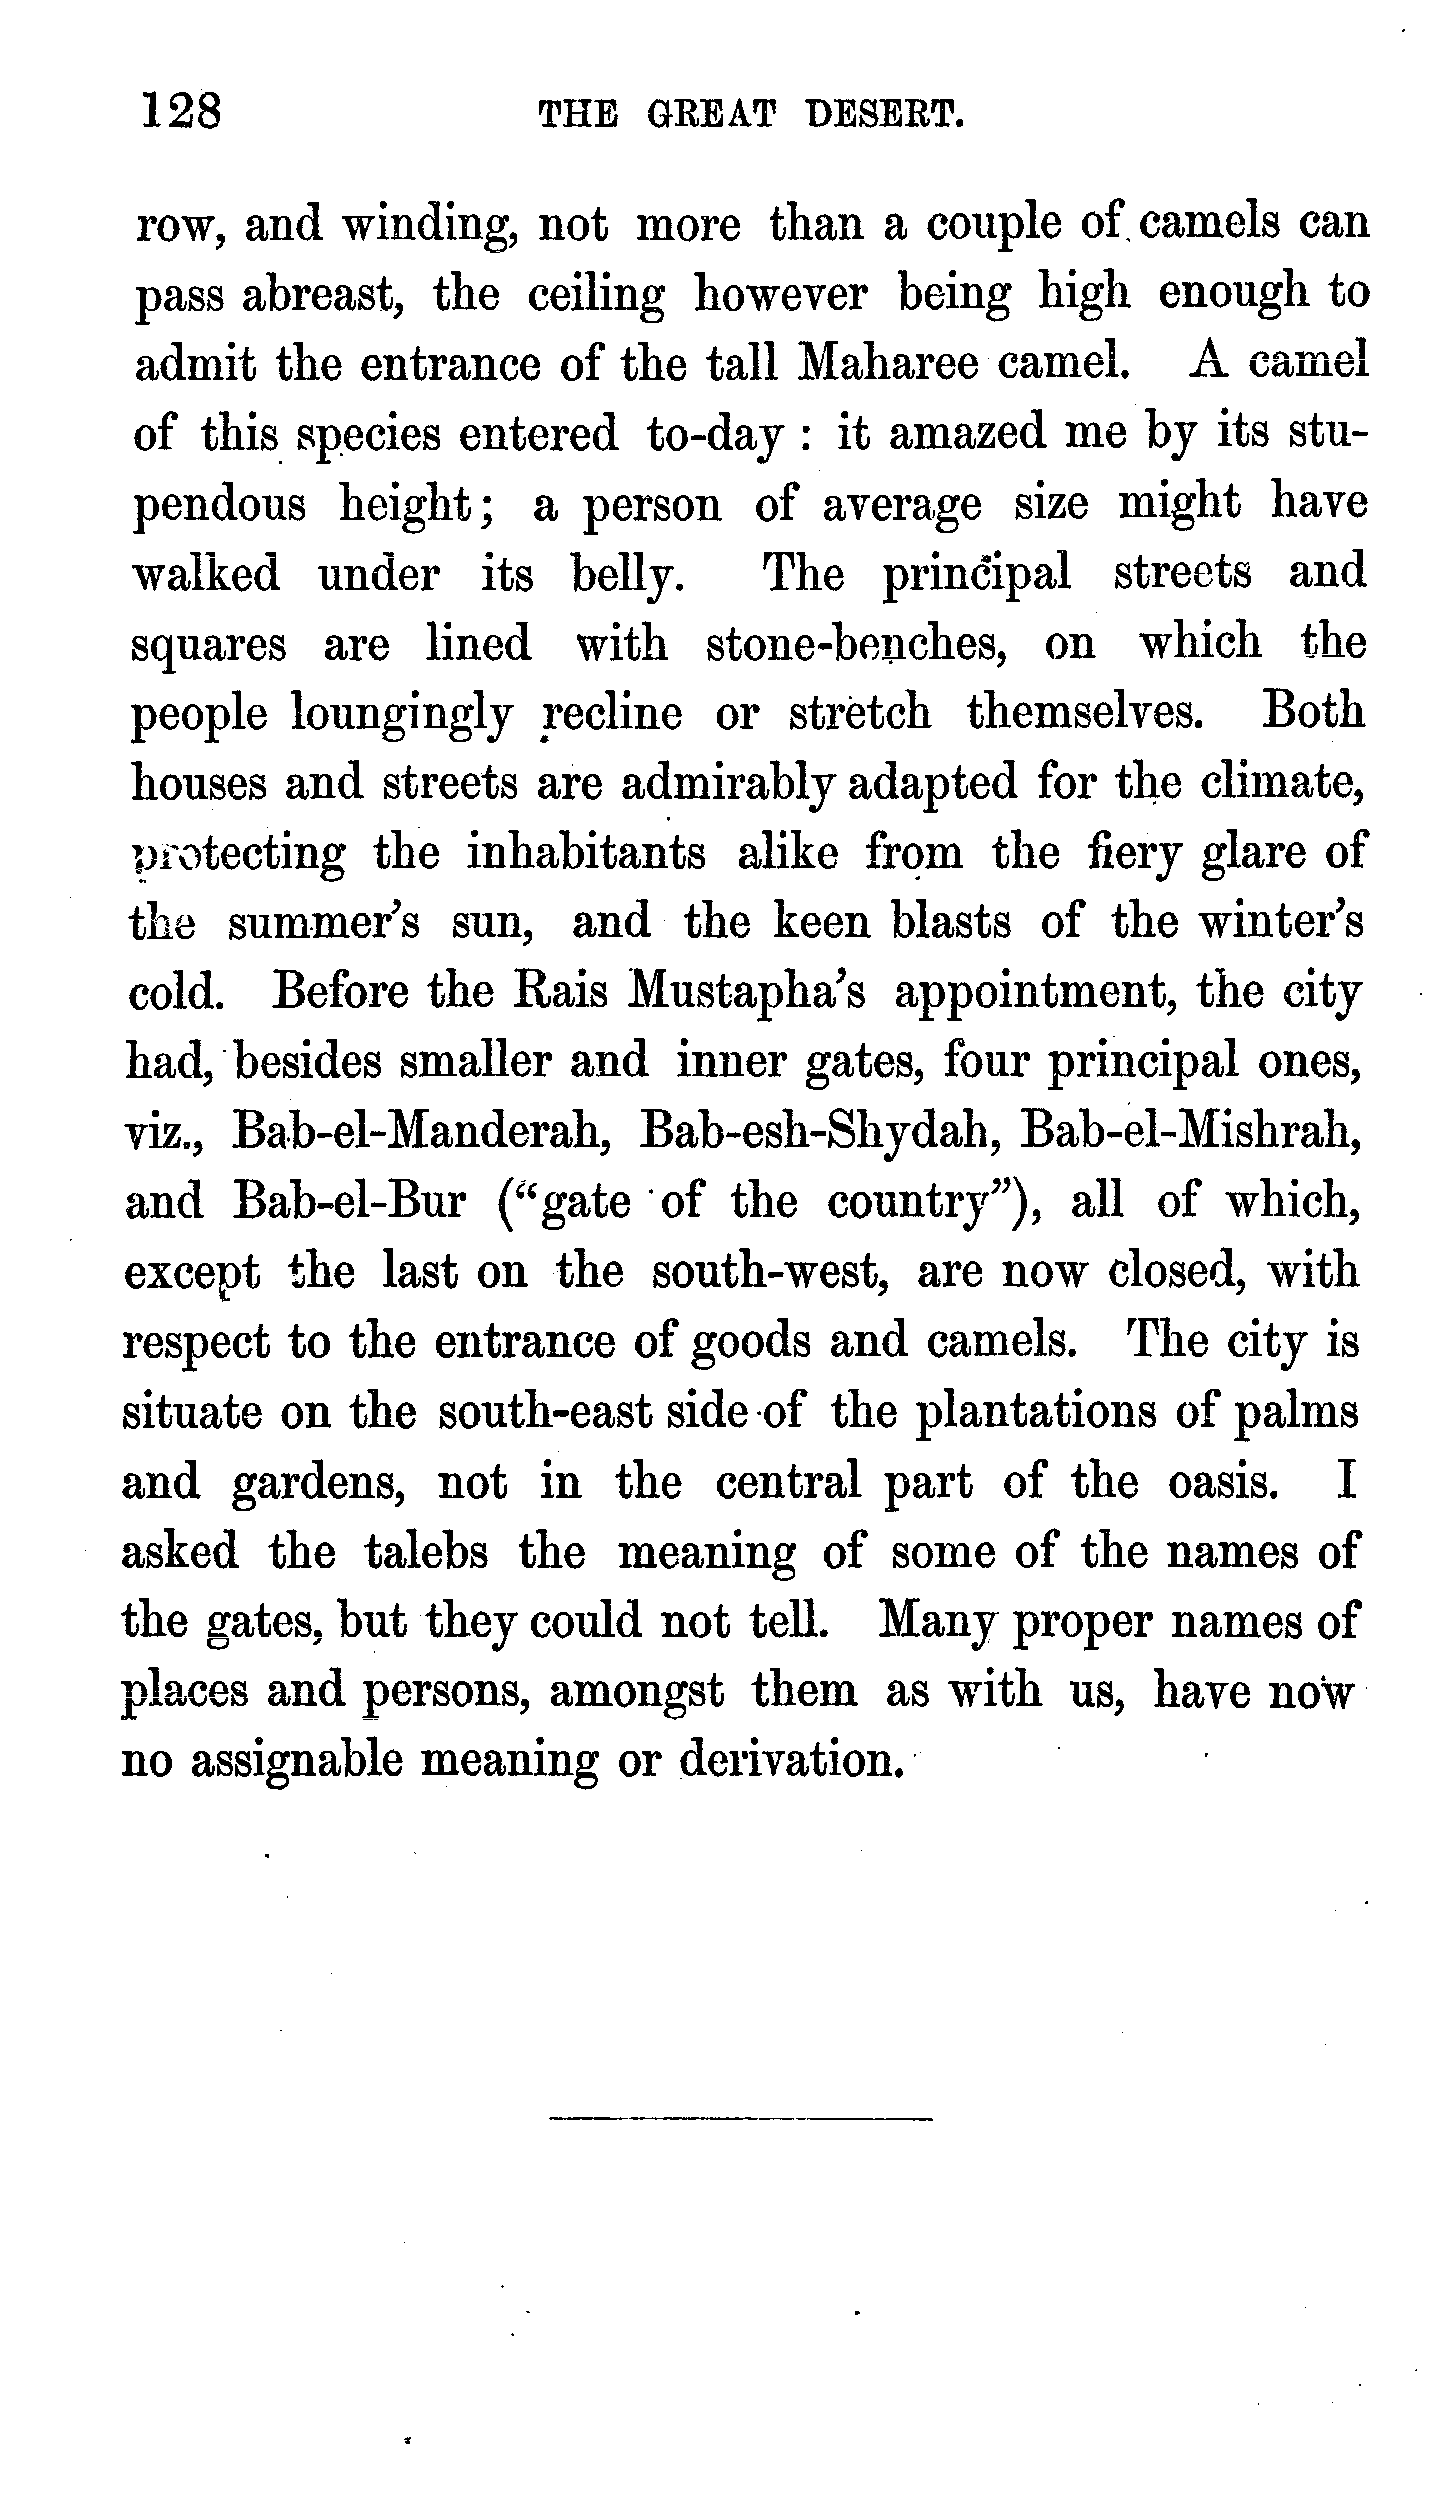 128 THE GREAT DESERT.
row, and winding, not more than a couple of camels can
pass abreast, the ceiling however being high enough to
admit the entrance of the tall Maharee camel. A camel
of this species entered to-day : it amazed me by its stu-
pendous height; a person of average size might have
walked under its belly. The principal streets and
squares are lined with stone-benches, on which the
people loungingly recline or stretch themselves. Both
houses and streets are admirably adapted for the climate,
protecting the inhabitants alike from the fiery glare of
the summer's sun, and the keen blasts of the winter's
cold. Before the Rais Mustapha's appointment, the city
had, besides smaller and inner gates, four principal ones,
viz., Bab-el-Manderah, Bab-esh-Shydah, Bab-el-Mishrah,
and Bab-el-Bur (“gate of the country”), all of which,
except the last on the south-west, are now closed, with
respect to the entrance of goods and camels. The city is
situate on the south-east side of the plantations of palms
and gardens, not in the central part of the oasis. I
asked the talebs the meaning of some of the names of
the gates, but they could not tell. Many proper names of
places and persons, amongst them as with us, have now
no assignable meaning or derivation.